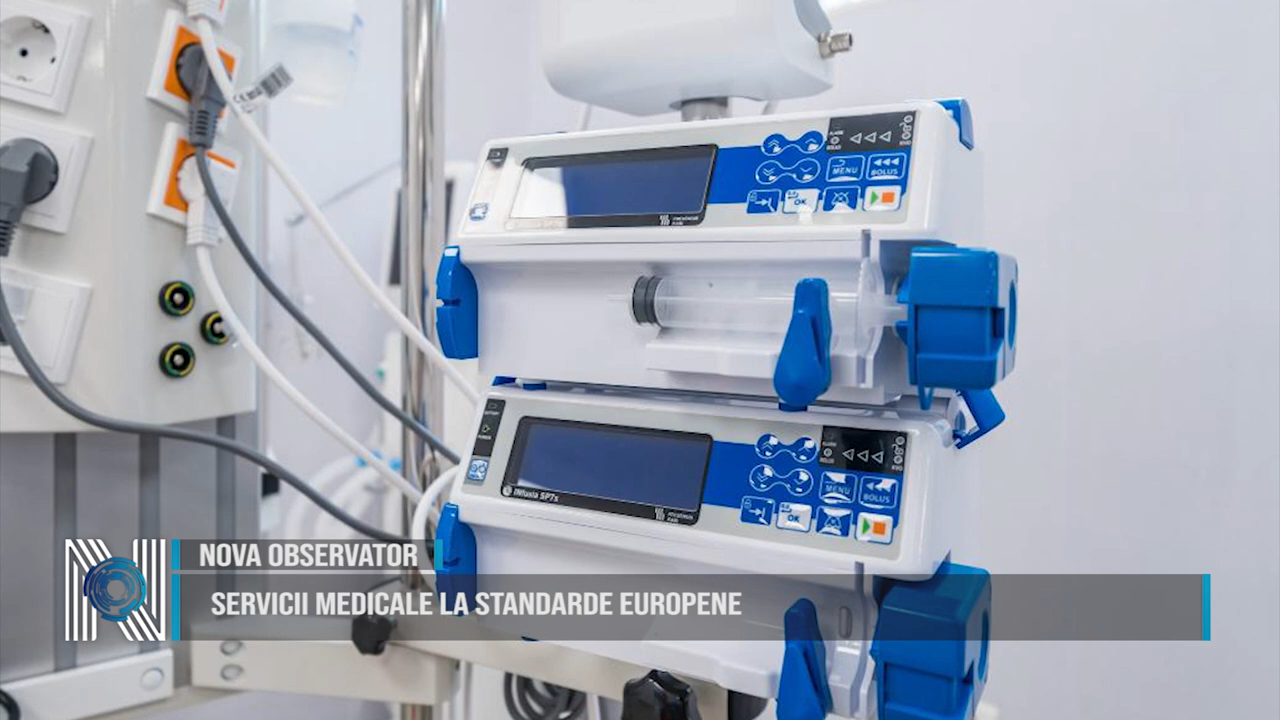 MENU
BOLUS
OK
INfusia SP7s
MENU
BOLUS
OK
NOVA OBSERVATOR
SERVICII MEDICALE LA STANDARDE EUROPENE